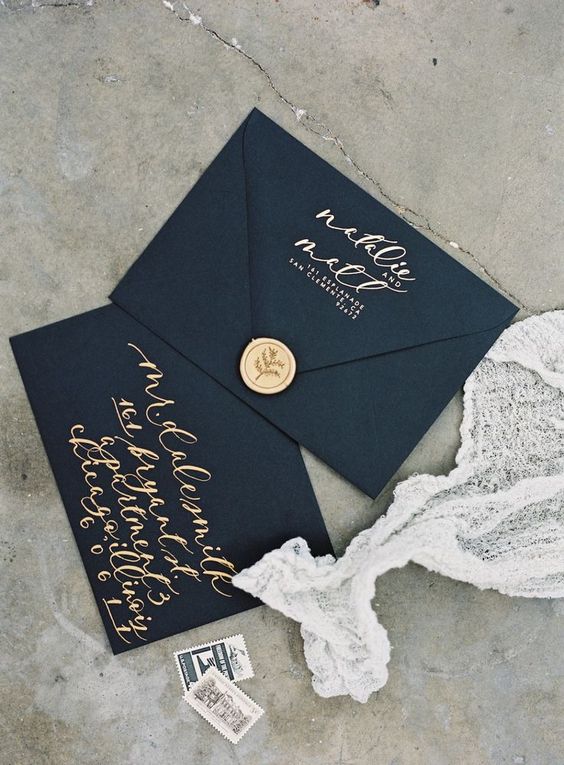 natalie
AND
matt
161 ESPLANADE
SAN CLEMENTE, CA
92672
mr. dale smith
161 bryant st.
apartment 3
chicago, illinois
60611